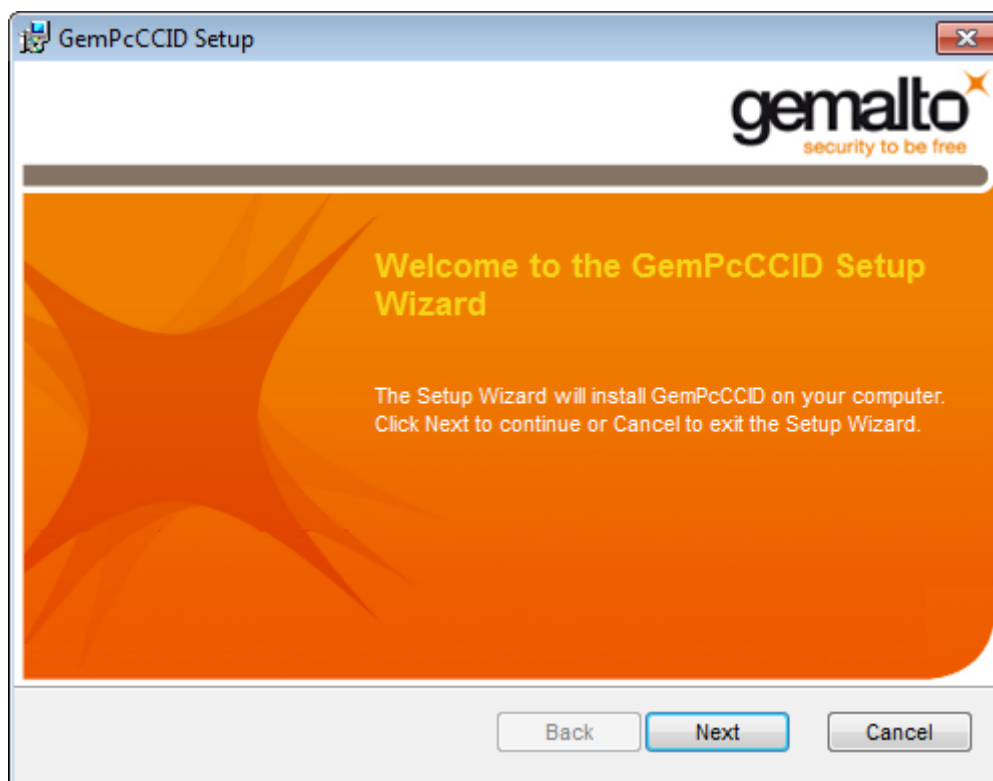 GemPcCCID Setup
gemalto
security to be free
Welcome to the GemPcCCID Setup
Wizard
The Setup Wizard will install GemPcCCID on your computer.
Click Next to continue or Cancel to exit the Setup Wizard.
Back Next Cancel